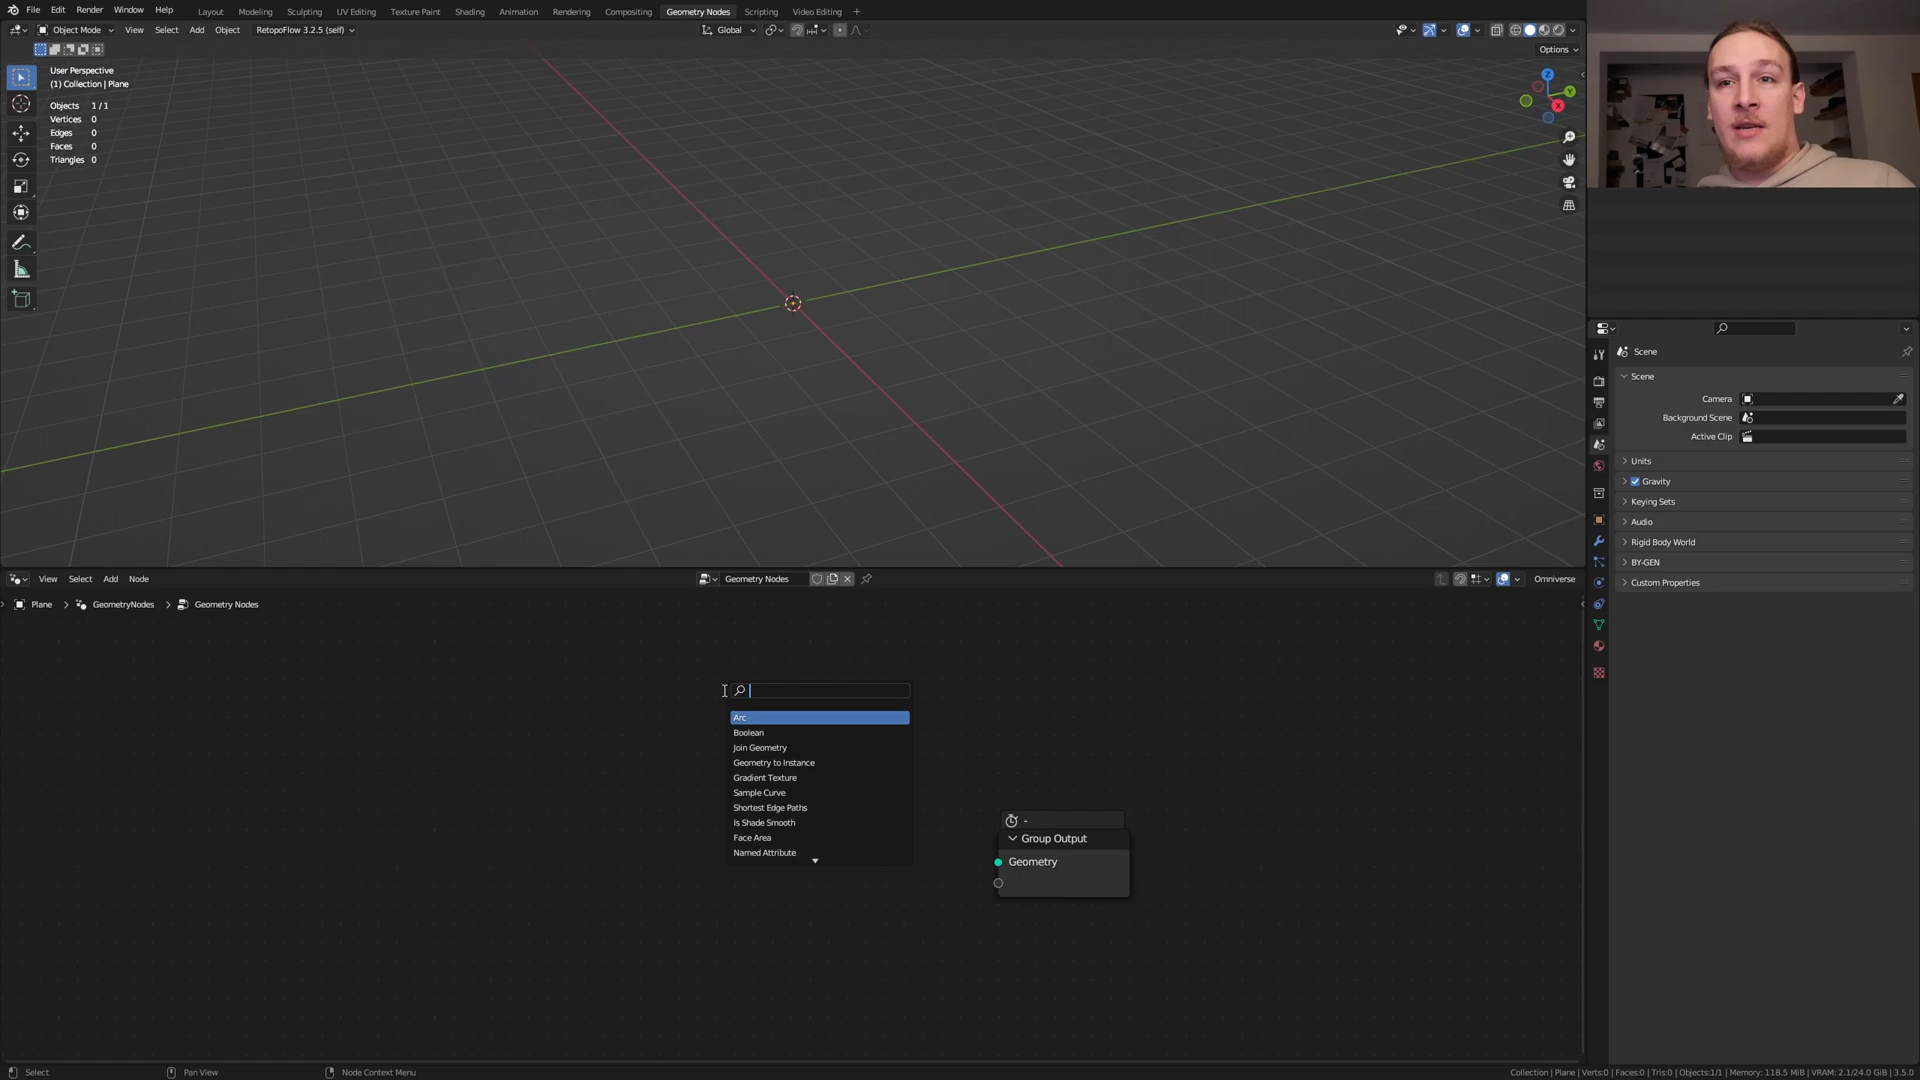 File Edit Render Window Help Layout Modeling Sculpting UV Editing Texture Paint Shading Animation Rendering Compositing Geometry Nodes Scripting Video Editing
Object Mode View Select Add Object RetopoFlow 3.2.5 (self) Global
Options
User Perspective
(1) Collection | Plane
Objects 1/1
Vertices 0
Edges 0
Faces 0
Triangles 0
Z
Y
X
Scene
Scene
Camera
Background Scene
Active Clip
Units
Gravity
Keying Sets
Audio
Rigid Body World
BY-GEN
Custom Properties
View Select Add Node Geometry Nodes Omniverse
Plane > GeometryNodes > Geometry Nodes
Arc
Boolean
Join Geometry
Geometry to Instance
Gradient Texture
Sample Curve
Shortest Edge Paths
Is Shade Smooth
Face Area
Named Attribute
-
Group Output
Geometry
Select Pan View Node Context Menu Collection | Plane | Verts:0 | Faces:0 | Tris:0 | Objects:1/1 | Memory: 118.5 MiB | VRAM: 2.1/24.0 GiB | 3.5.0